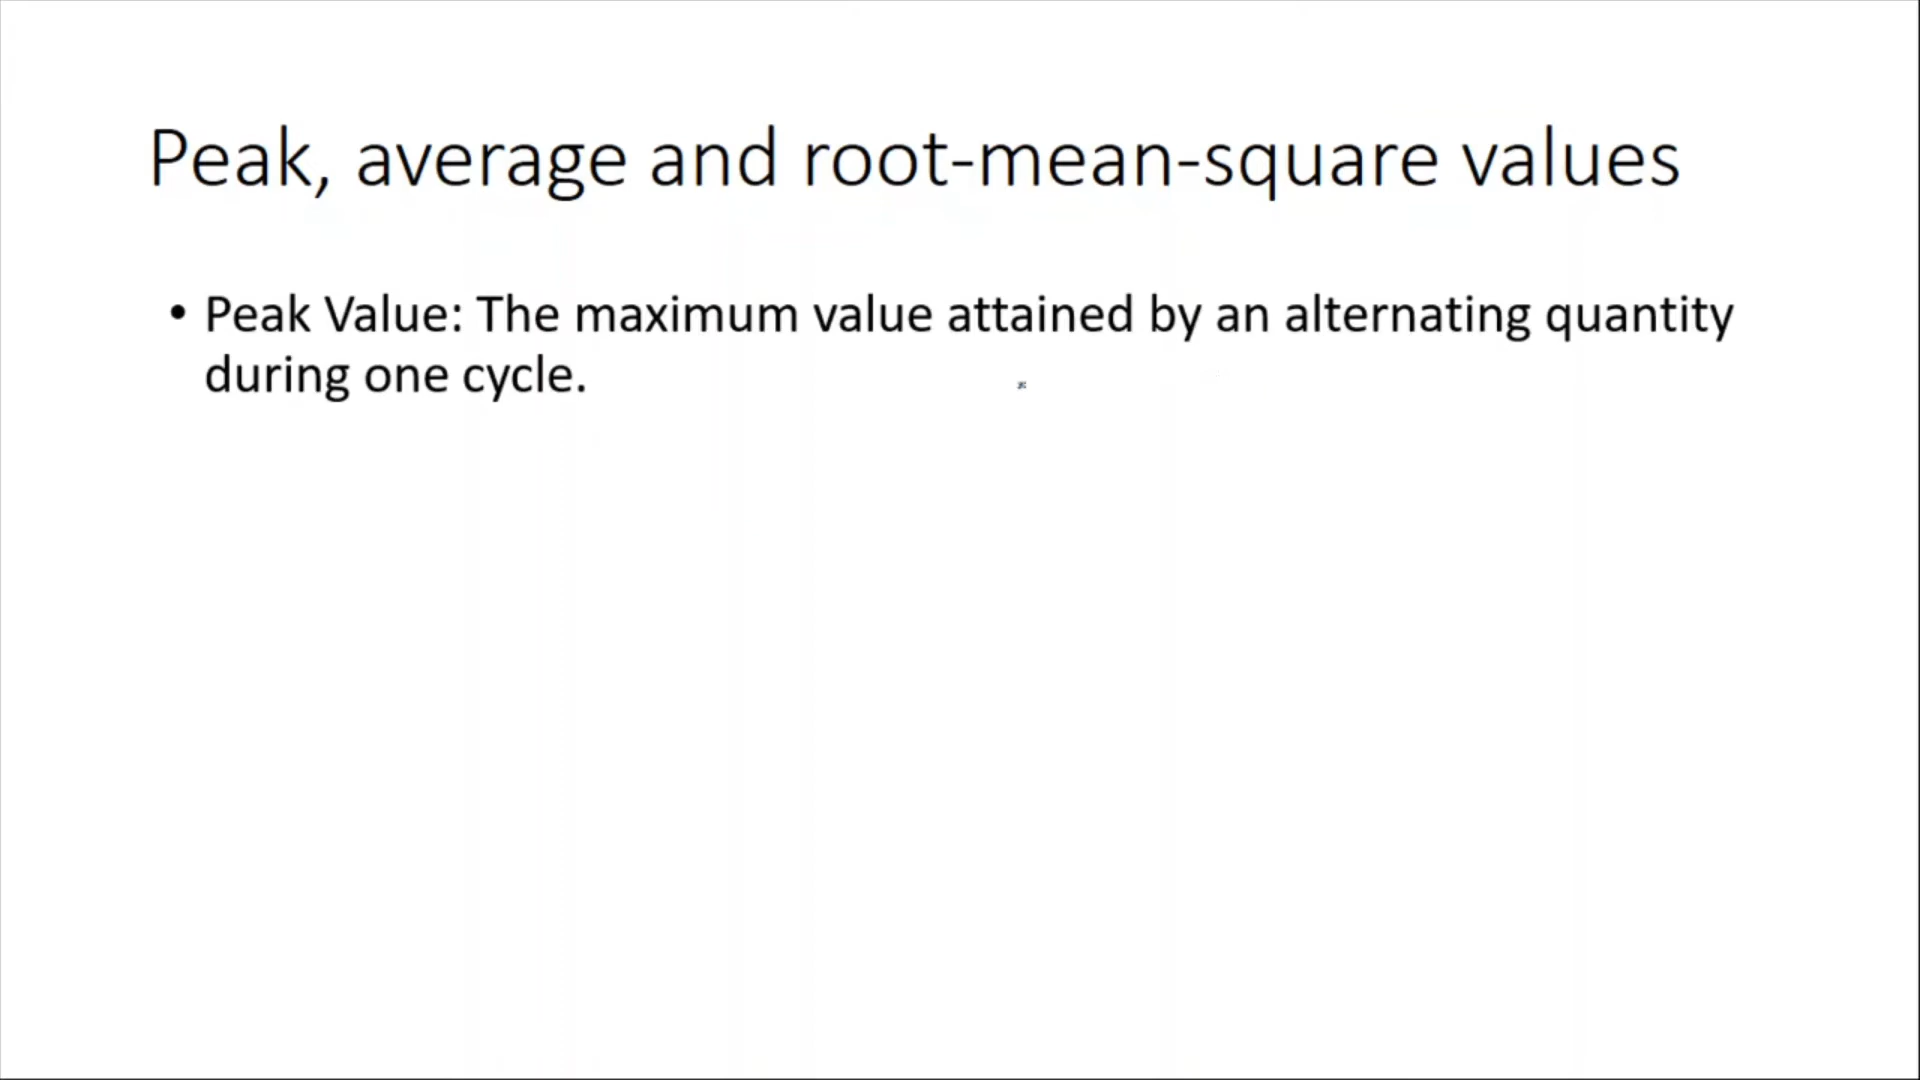 Peak, average and root-mean-square values
• Peak Value: The maximum value attained by an alternating quantity
during one cycle.